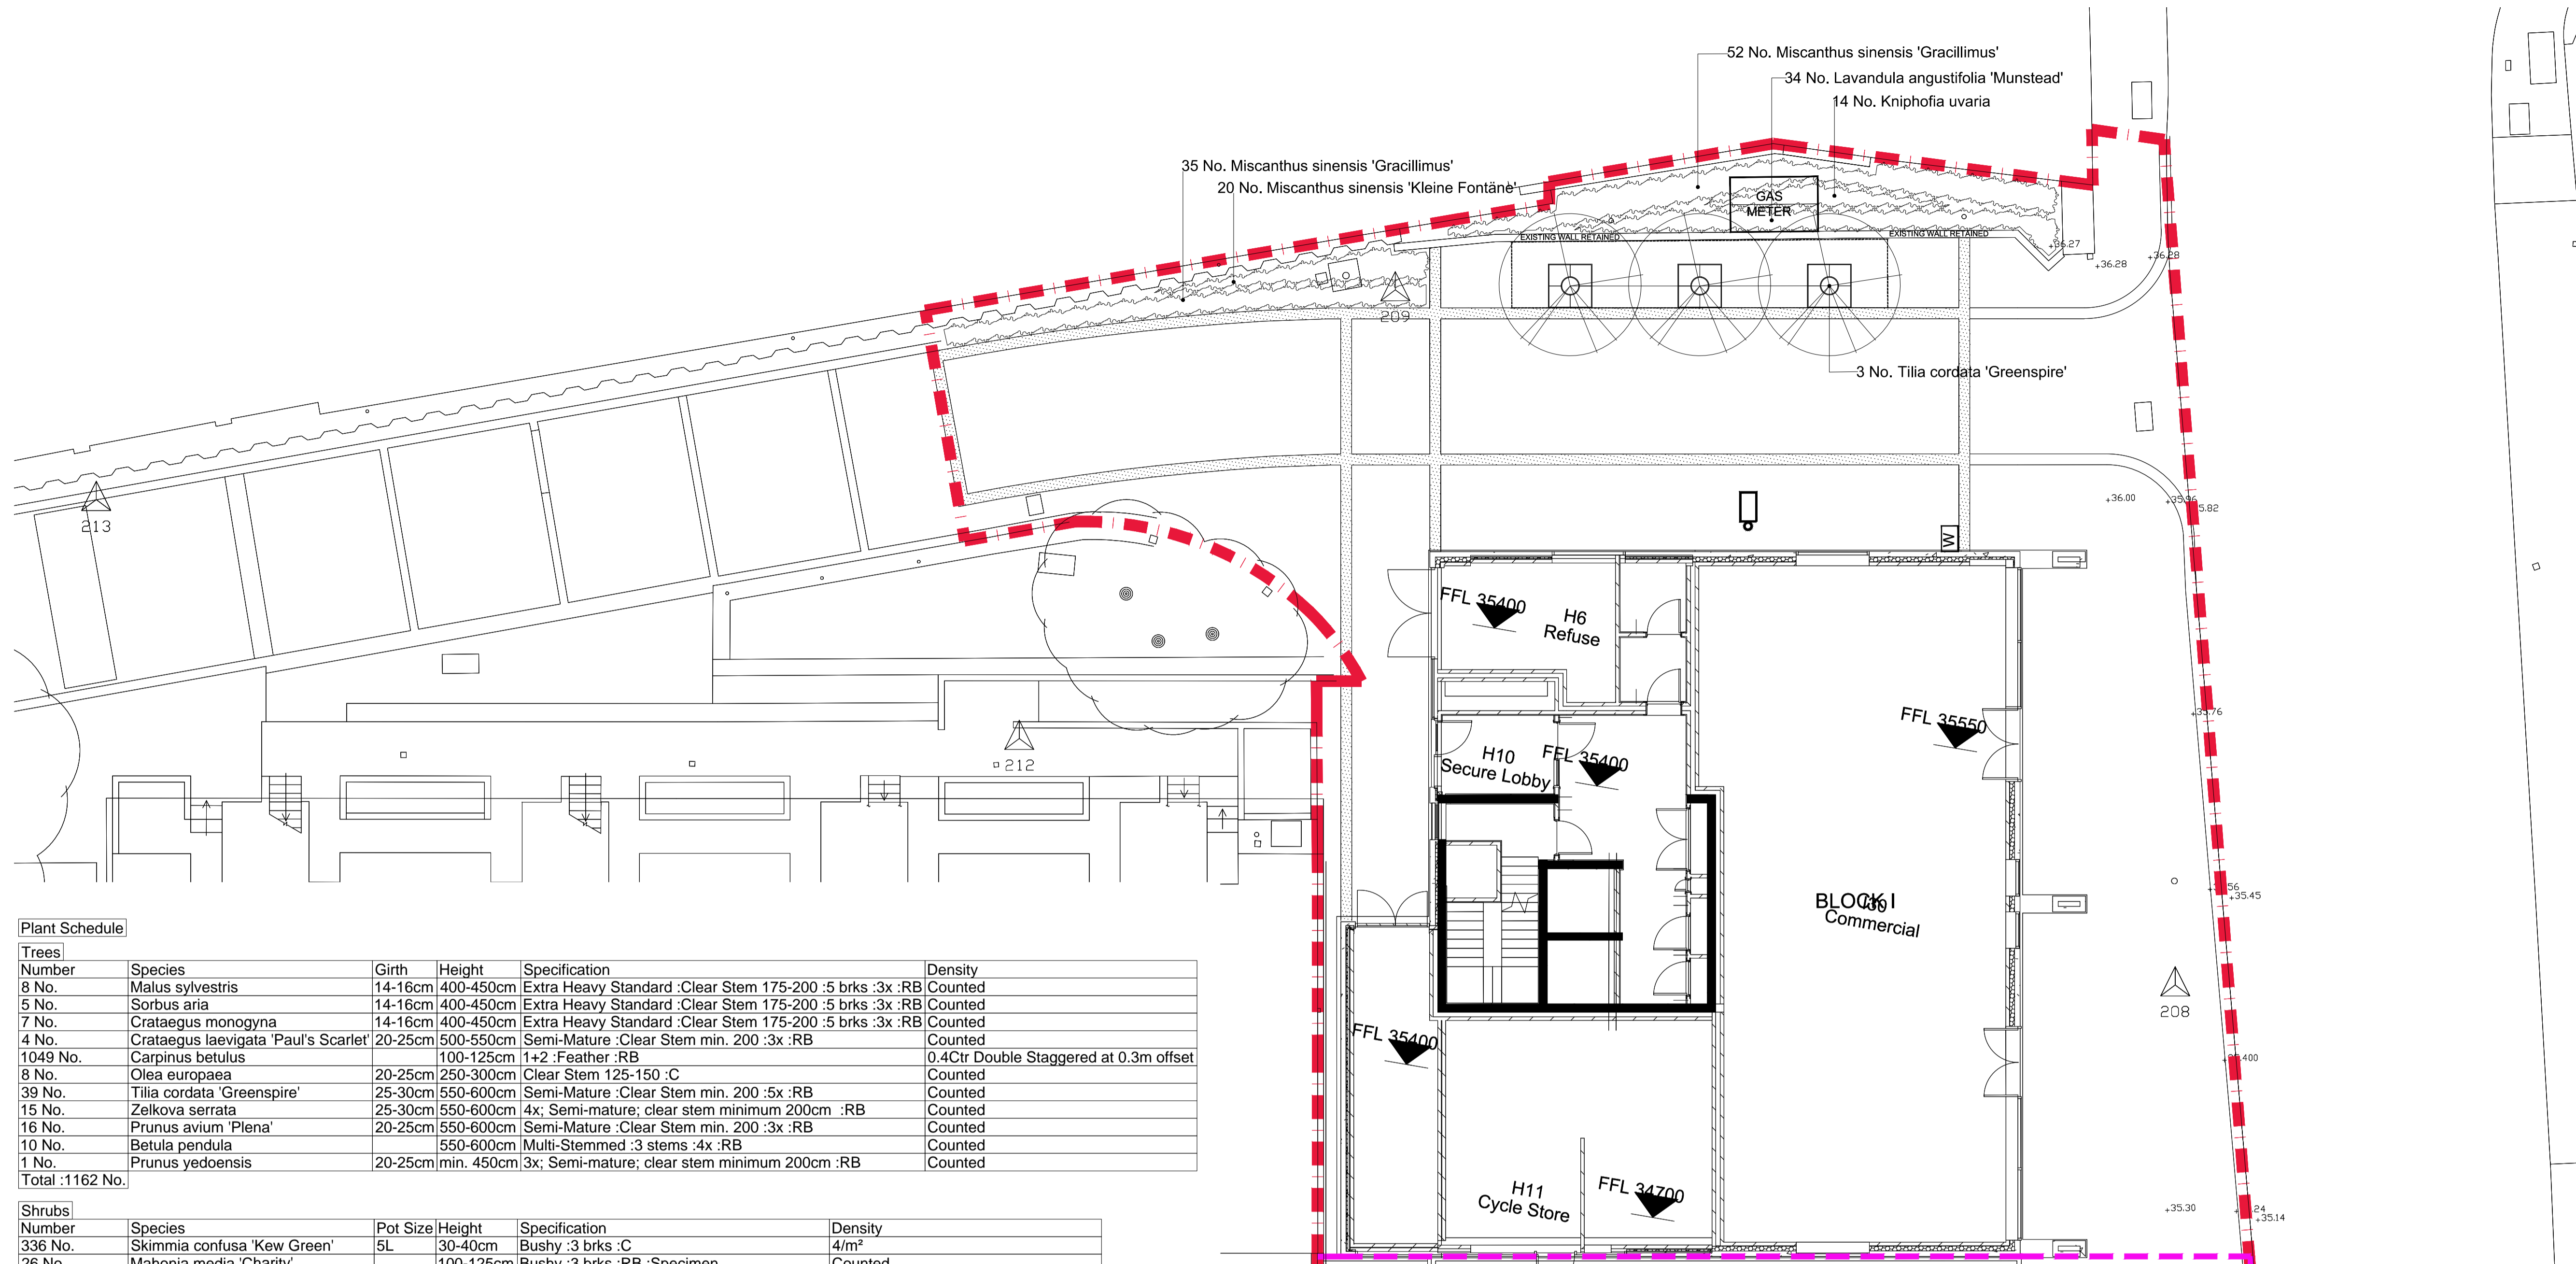 52 No. Miscanthus sinensis 'Gracillimus'
34 No. Lavandula angustifolia 'Munstead'
14 No. Kniphofia uvaria
35 No. Miscanthus sinensis 'Gracillimus'
20 No. Miscanthus sinensis 'Kleine Fontäne'
GAS
METER
EXISTING WALL RETAINED
EXISTING WALL RETAINED
+36.27
+36.28
+36.28
209
3 No. Tilia cordata 'Greenspire'
213
+36.00
+35.96
5.82
W
FFL 35400
H6
Refuse
+35.76
FFL 35550
H10
Secure Lobby
FFL 35400
212
56
+35.45
BLOCK I
Commercial
208
FFL 35400
.400
H11
Cycle Store
FFL 34700
+35.30
24
+35.14
Plant Schedule
Trees
Number Species Girth Height Specification Density
8 No. Malus sylvestris 14-16cm 400-450cm Extra Heavy Standard :Clear Stem 175-200 :5 brks :3x :RB Counted
5 No. Sorbus aria 14-16cm 400-450cm Extra Heavy Standard :Clear Stem 175-200 :5 brks :3x :RB Counted
7 No. Crataegus monogyna 14-16cm 400-450cm Extra Heavy Standard :Clear Stem 175-200 :5 brks :3x :RB Counted
4 No. Crataegus laevigata 'Paul's Scarlet' 20-25cm 500-550cm Semi-Mature :Clear Stem min. 200 :3x :RB Counted
1049 No. Carpinus betulus 100-125cm 1+2 :Feather :RB 0.4Ctr Double Staggered at 0.3m offset
8 No. Olea europaea 20-25cm 250-300cm Clear Stem 125-150 :C Counted
39 No. Tilia cordata 'Greenspire' 25-30cm 550-600cm Semi-Mature :Clear Stem min. 200 :5x :RB Counted
15 No. Zelkova serrata 25-30cm 550-600cm 4x; Semi-mature; clear stem minimum 200cm :RB Counted
16 No. Prunus avium 'Plena' 20-25cm 550-600cm Semi-Mature :Clear Stem min. 200 :3x :RB Counted
10 No. Betula pendula 550-600cm Multi-Stemmed :3 stems :4x :RB Counted
1 No. Prunus yedoensis 20-25cm min. 450cm 3x; Semi-mature; clear stem minimum 200cm :RB Counted
Total :1162 No.
Shrubs
Number Species Pot Size Height Specification Density
336 No. Skimmia confusa 'Kew Green' 5L 30-40cm Bushy :3 brks :C 4/m²
26 No. Mahonia media 'Charity' 100-125cm Bushy :3 brks :RB :Specimen Counted